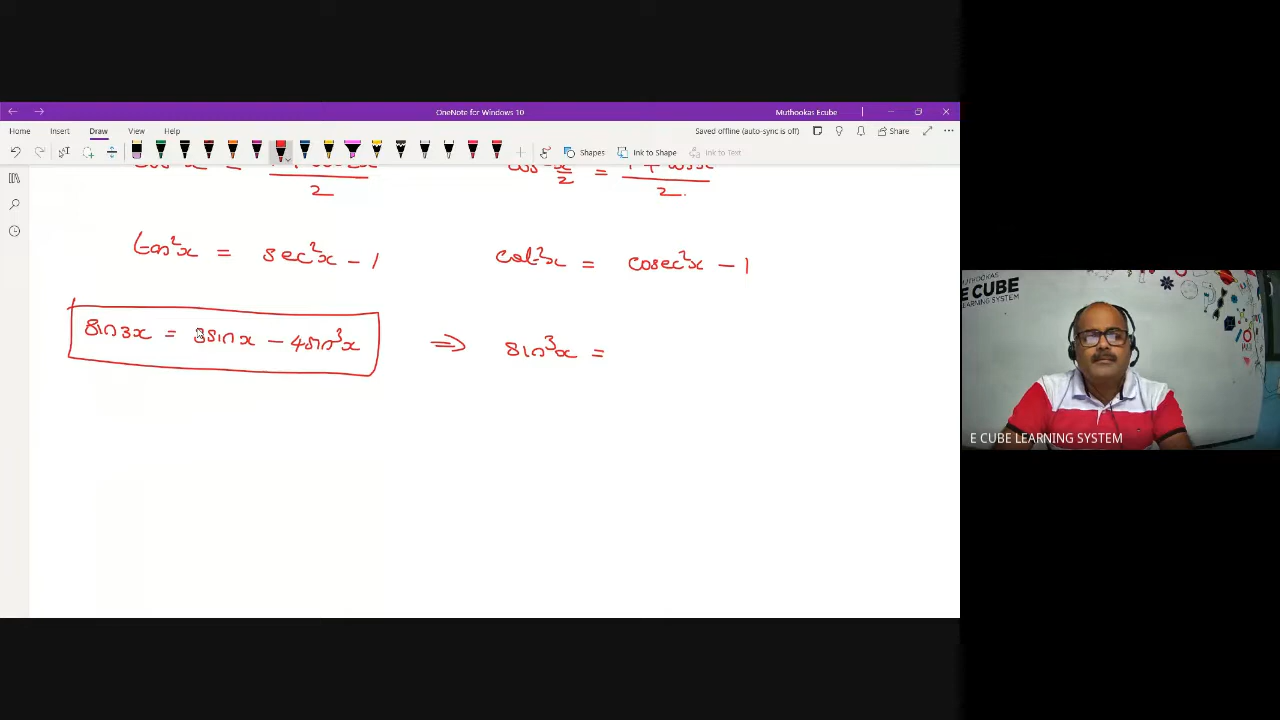 OneNote for Windows 10
Muthookas Ecube
Home Insert Draw View Help
Saved offline (auto-sync is off)
Share
Shapes
Ink to Shape
Ink to Text
2
x/2 =
2
tan²x = sec²x − 1
cot²x = cosec²x − 1
sin3x = 3sinx − 4sin³x
⇒ sin³x =
MUTHOOKAS
E CUBE
LEARNING SYSTEM
E CUBE LEARNING SYSTEM